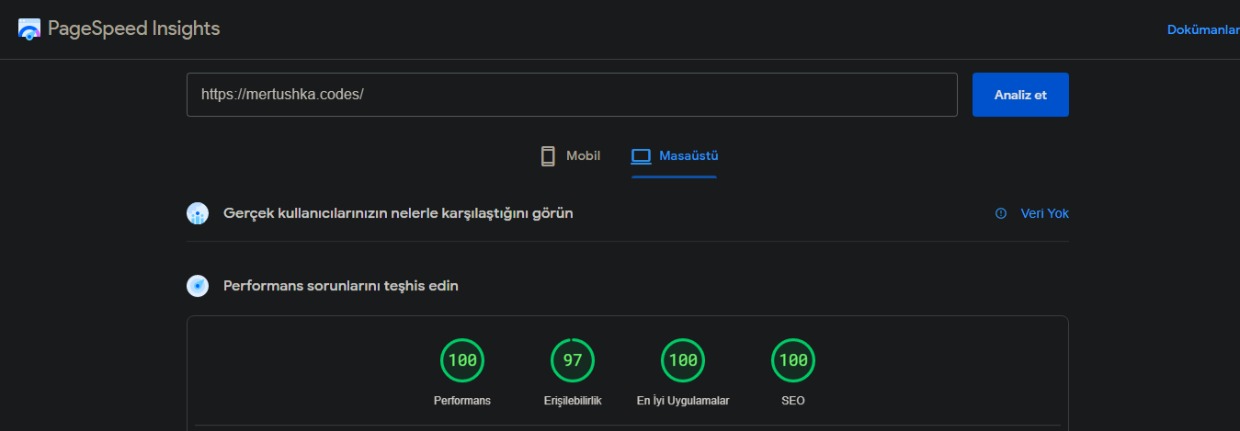 PageSpeed Insights
Dokümanlar
https://mertushka.codes/
Analiz et
Mobil
Masaüstü
Gerçek kullanıcılarınızın nelerle karşılaştığını görün
Veri Yok
Performans sorunlarını teşhis edin
100
97
100
100
Performans
Erişilebilirlik
En İyi Uygulamalar
SEO